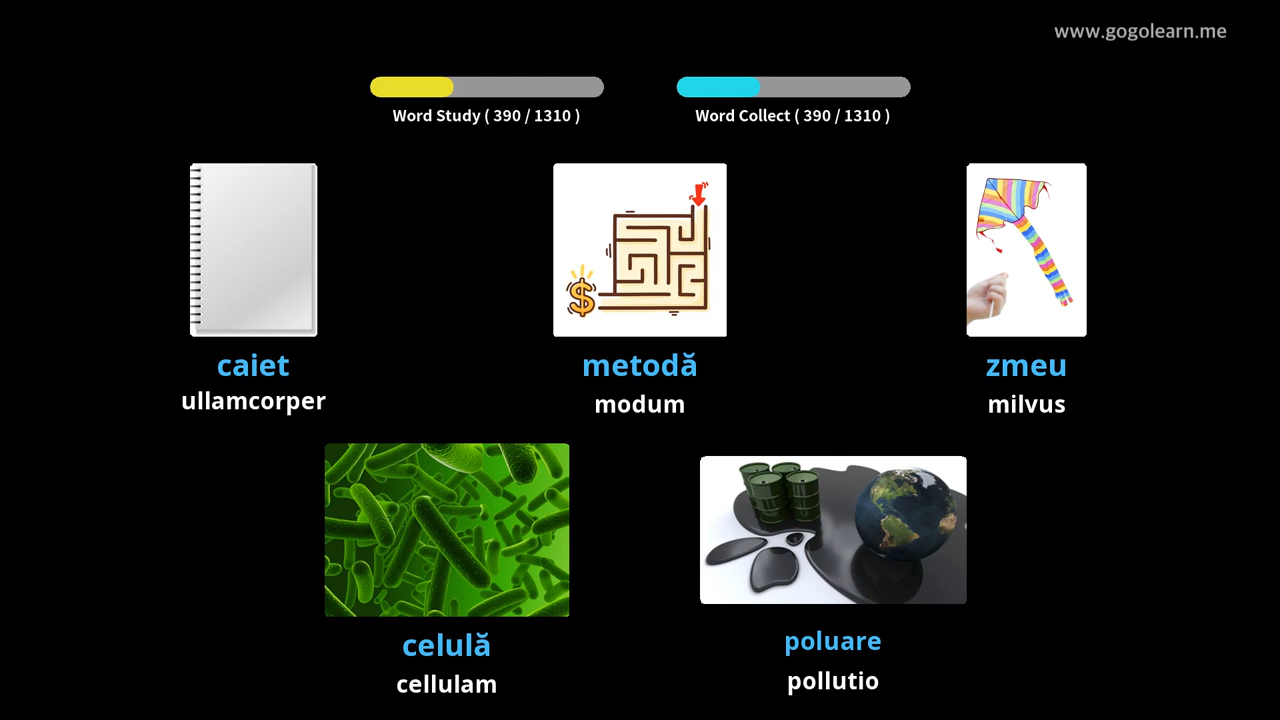 www.gogolearn.me
Word Study ( 390 / 1310 )
Word Collect ( 390 / 1310 )
caiet
ullamcorper
metodă
modum
zmeu
milvus
celulă
cellulam
poluare
pollutio